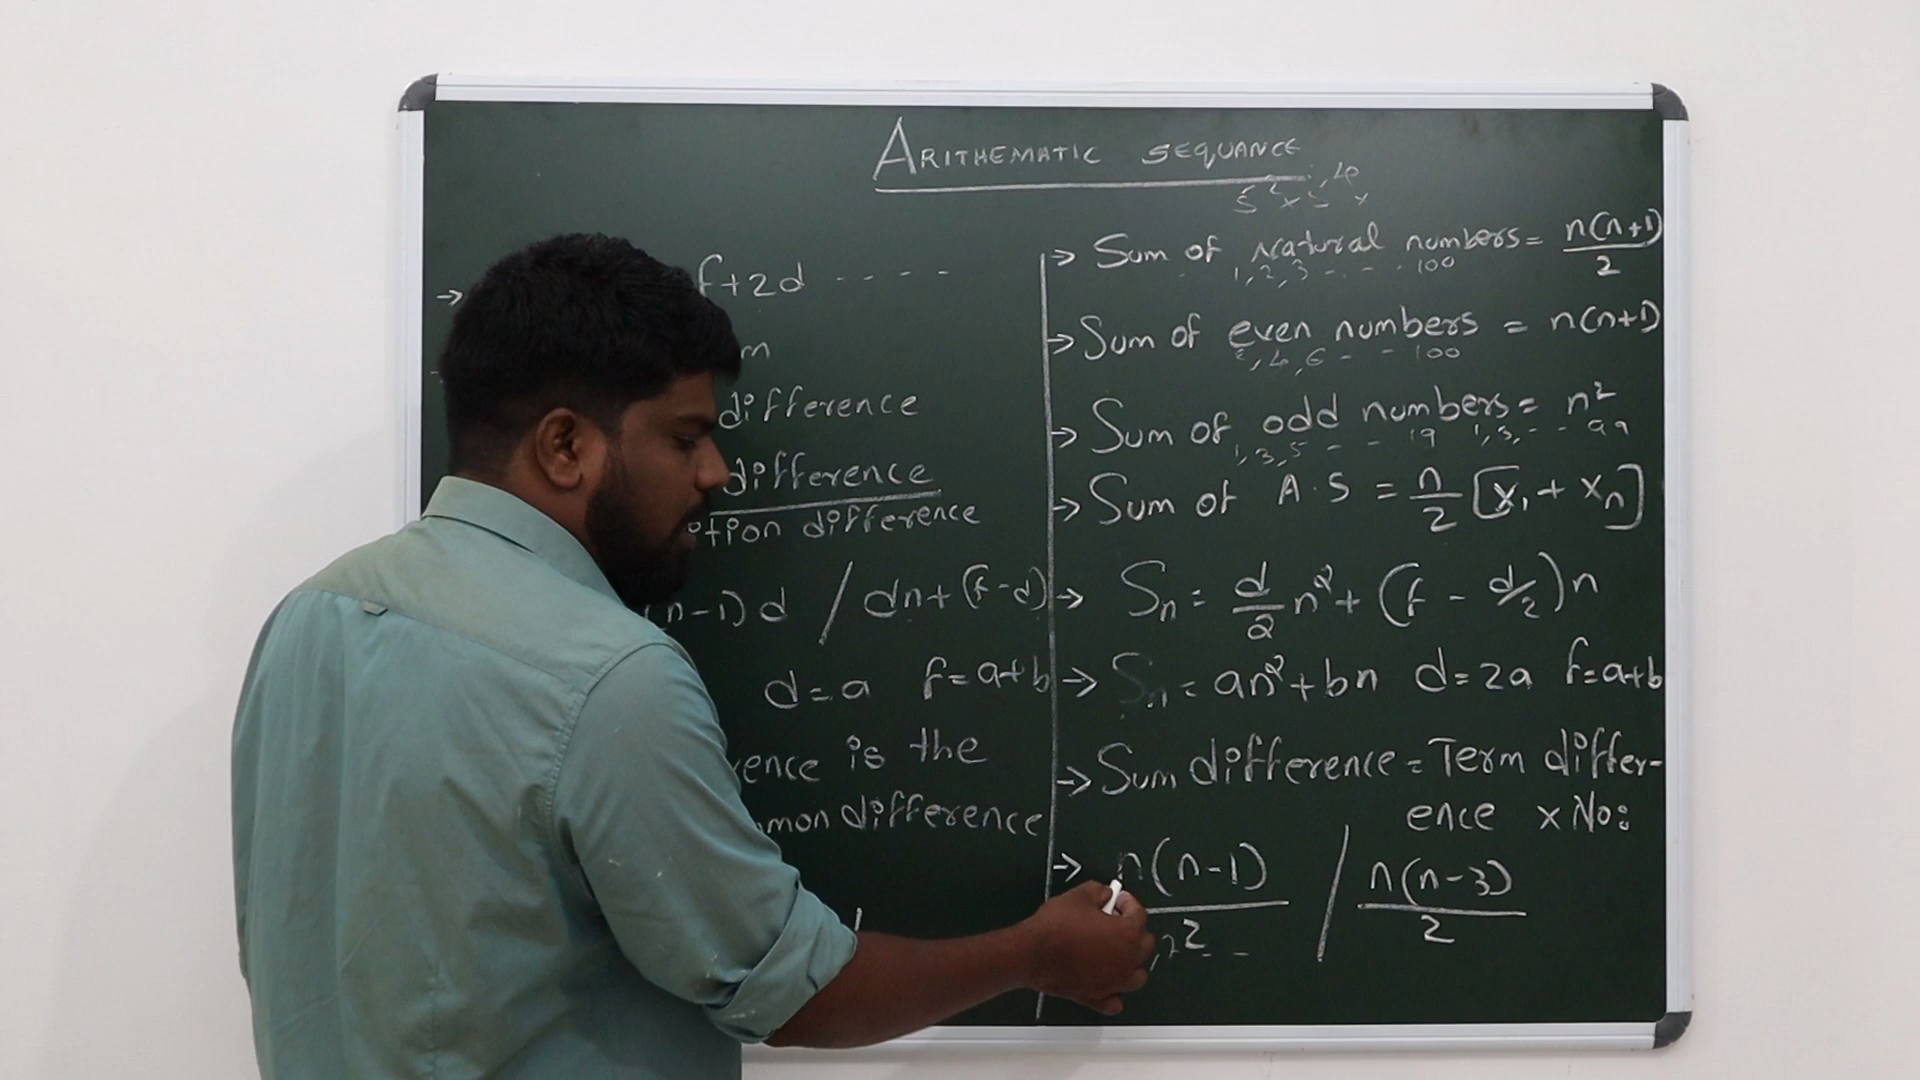 ARITHEMATIC SEQUANCE
→ f+2d - - - -
m
difference
difference
tion difference
(n-1)d / dn+(f-d)
d=a f=a+b
ence is the
mon difference
→ Sum of natural numbers = n(n+1)/2
1, 2, 3 - - - 100
→ Sum of even numbers = n(n+1)
2, 4, 6 - - 100
→ Sum of odd numbers = n²
1, 3, 5 - - 19 1, 3, - - 99
→ Sum of A.S = n/2 [x₁ + xₙ]
→ Sₙ = d/2 n² + (f - d/2)n
→ Sₙ = an²+bn d=2a f=a+b
→ Sum difference = Term differ-
ence x No:
→ n(n-1)/2 / n(n-3)/2